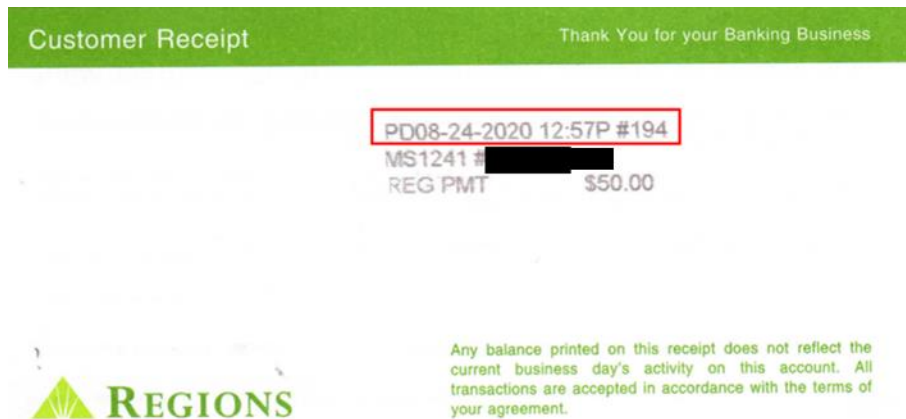 Customer Receipt
Thank You for your Banking Business
PD08-24-2020 12:57P #194
MS1241 #
REG PMT $50.00
Any balance printed on this receipt does not reflect the
current business day's activity on this account. All
transactions are accepted in accordance with the terms of
your agreement.
REGIONS